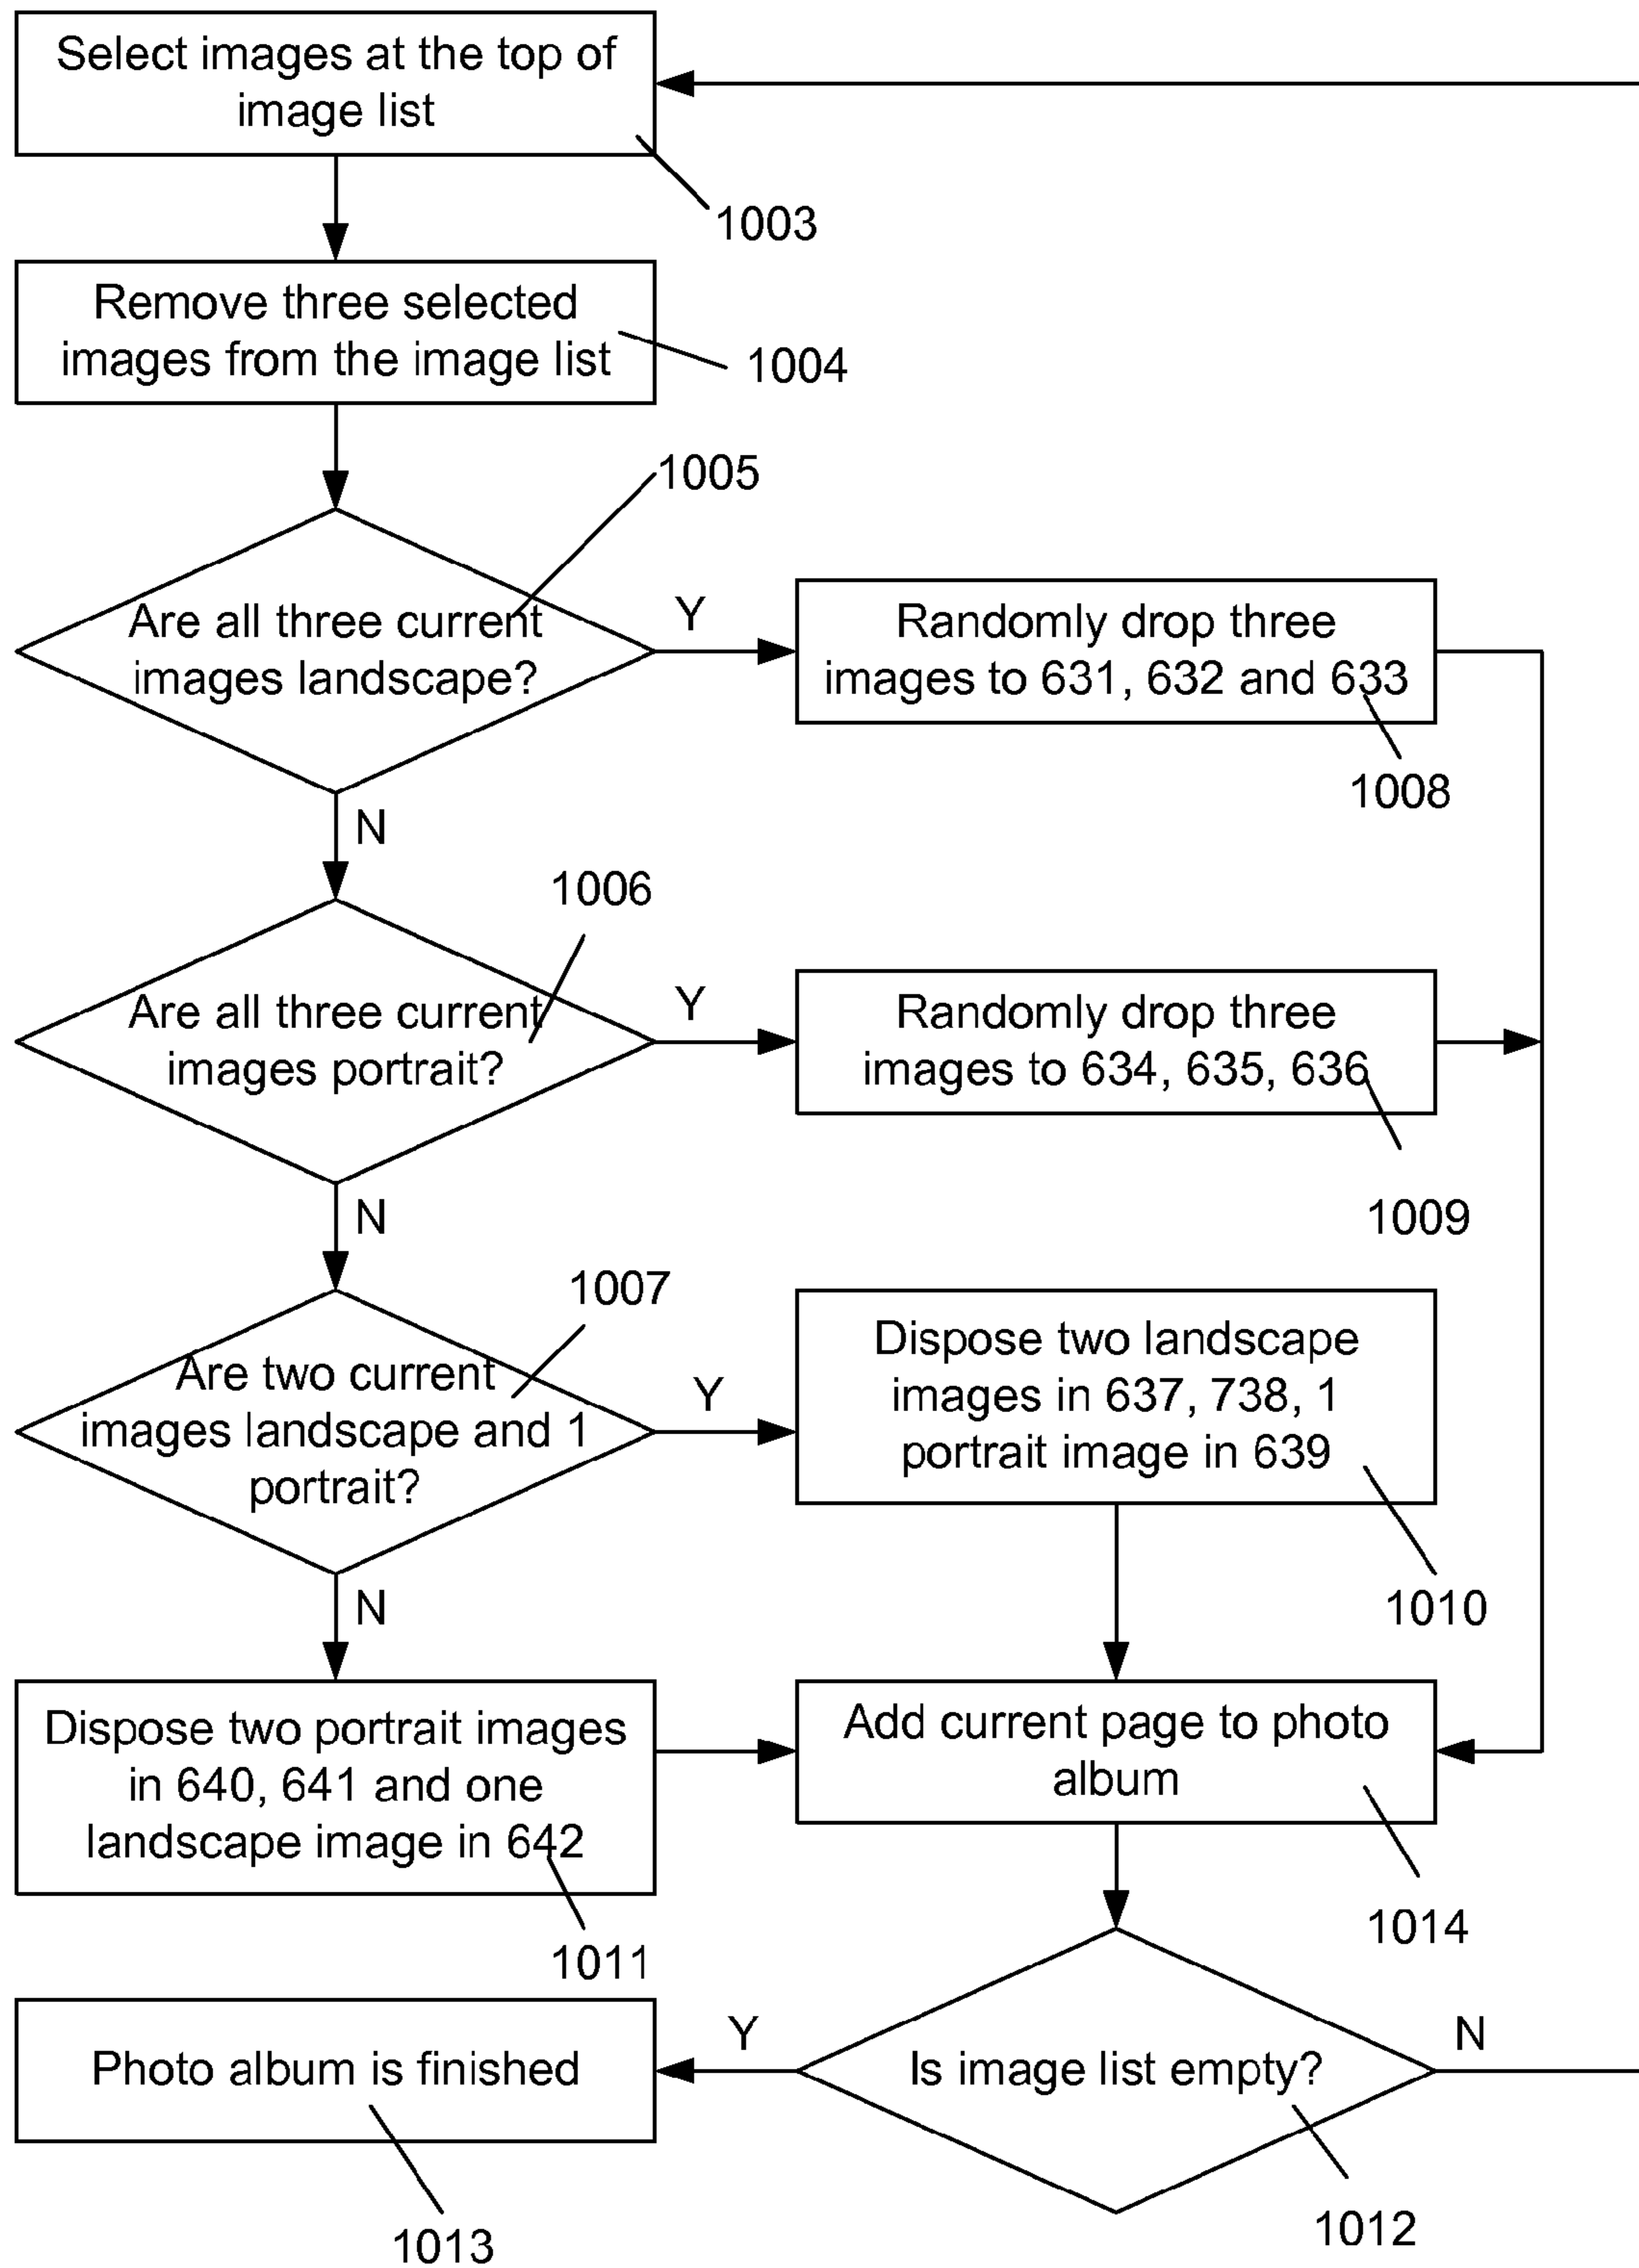 Select images at the top of
image list
1003
Remove three selected
images from the image list
1004
1005
Are all three current
images landscape?
Y
Randomly drop three
images to 631, 632 and 633
1008
N
1006
Are all three current
images portrait?
Y
Randomly drop three
images to 634, 635, 636
1009
N
1007
Are two current
images landscape and 1
portrait?
Y
Dispose two landscape
images in 637, 738, 1
portrait image in 639
1010
N
Dispose two portrait images
in 640, 641 and one
landscape image in 642
1011
Add current page to photo
album
1014
Photo album is finished
1013
Y
Is image list empty?
N
1012